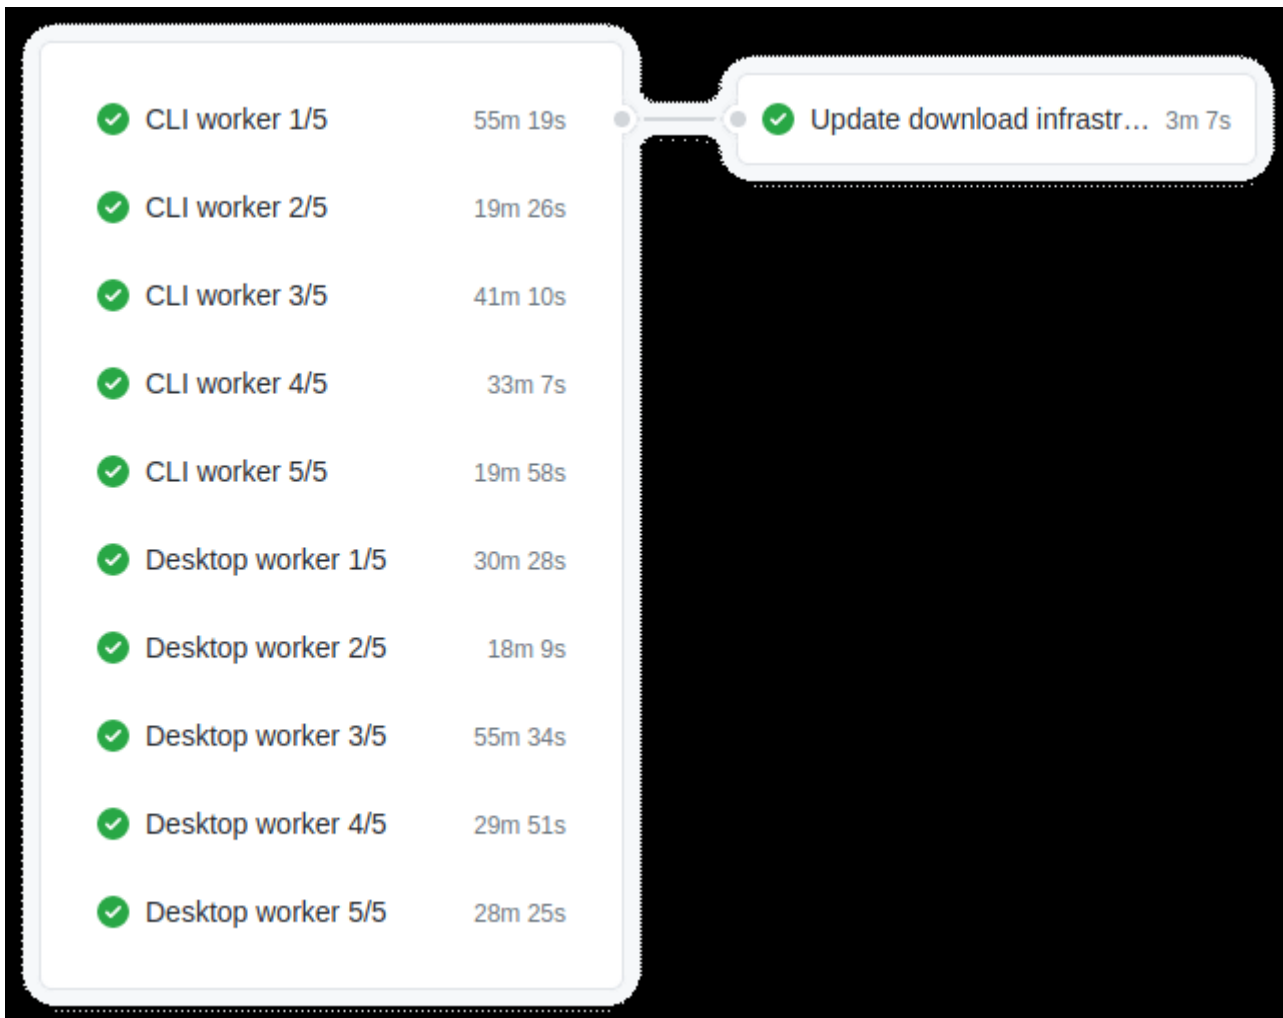 CLI worker 1/5 55m 19s
CLI worker 2/5 19m 26s
CLI worker 3/5 41m 10s
CLI worker 4/5 33m 7s
CLI worker 5/5 19m 58s
Desktop worker 1/5 30m 28s
Desktop worker 2/5 18m 9s
Desktop worker 3/5 55m 34s
Desktop worker 4/5 29m 51s
Desktop worker 5/5 28m 25s
Update download infrastr... 3m 7s